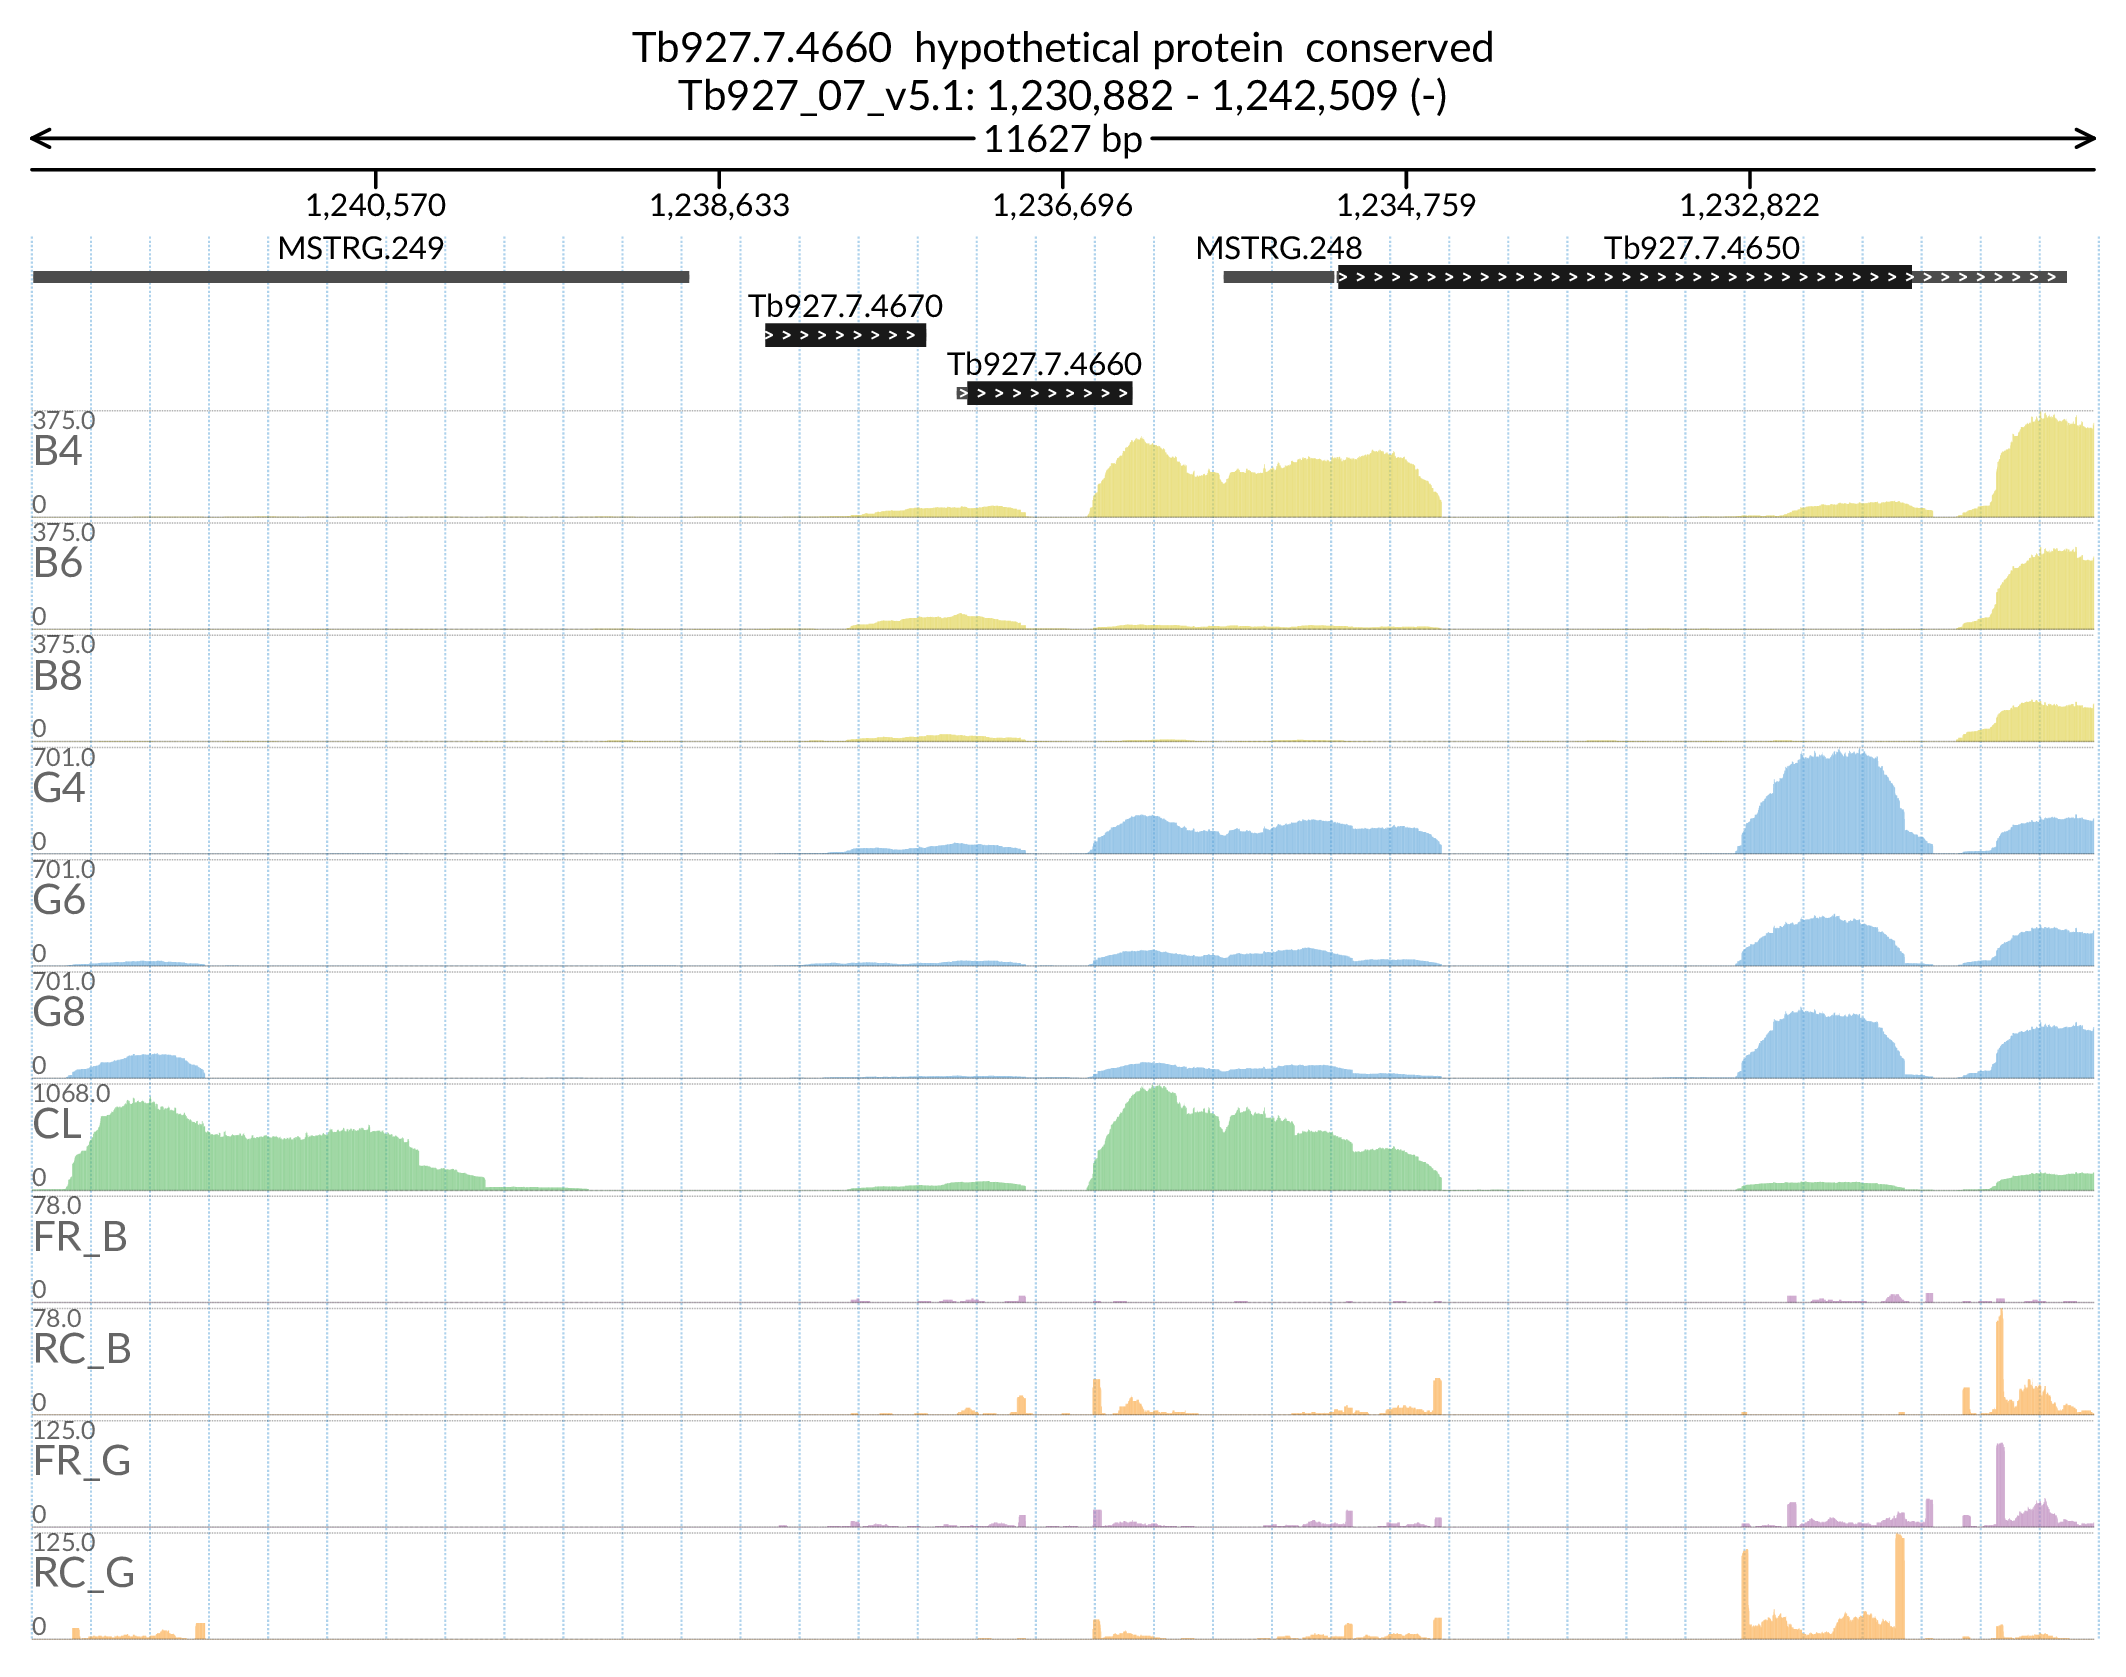 Tb927.7.4660 hypothetical protein conserved
Tb927_07_v5.1: 1,230,882 - 1,242,509 (-)
11627 bp
1,240,570 1,238,633 1,236,696 1,234,759 1,232,822
MSTRG.249 MSTRG.248 Tb927.7.4650
Tb927.7.4670
Tb927.7.4660
375.0
B4
0
375.0
B6
0
375.0
B8
0
701.0
G4
0
701.0
G6
0
701.0
G8
0
1068.0
CL
0
78.0
FR_B
0
78.0
RC_B
0
125.0
FR_G
0
125.0
RC_G
0